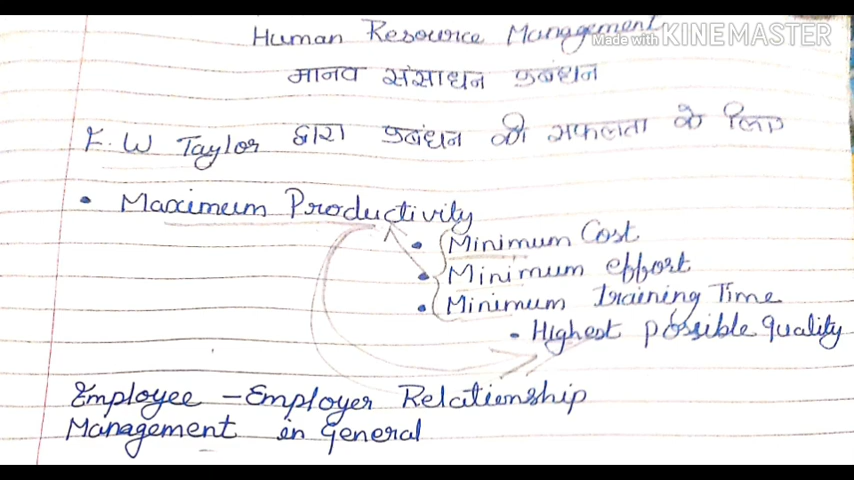 Human Resource Management
Made with KINEMASTER
मानव संसाधन प्रबंधन
F. W Taylor द्वारा प्रबंधन की सफलता के लिए
• Maximum Productivity
• Minimum Cost
• Minimum effort
• Minimum training Time
• Highest possible quality
Employee - Employer Relationship
Management in General